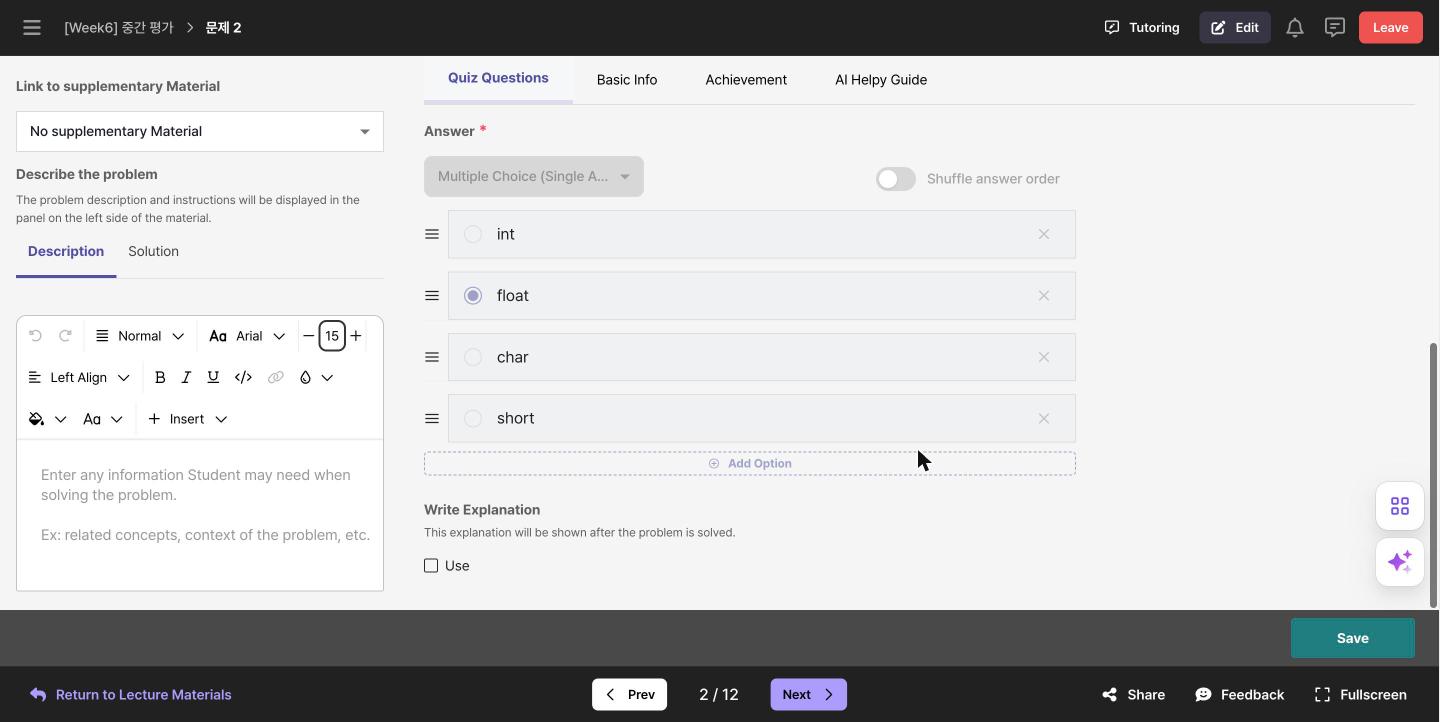 [Week6] 중간 평가 > 문제 2
Tutoring
Edit
Leave
Link to supplementary Material
No supplementary Material
Describe the problem
The problem description and instructions will be displayed in the
panel on the left side of the material.
Description
Solution
Normal
Aa Arial
15
Left Align
B I U </>
Aa
Insert
Enter any information Student may need when
solving the problem.
Ex: related concepts, context of the problem, etc.
Quiz Questions
Basic Info
Achievement
AI Helpy Guide
Answer *
Multiple Choice (Single A...
Shuffle answer order
int
float
char
short
Add Option
Write Explanation
This explanation will be shown after the problem is solved.
Use
Save
Return to Lecture Materials
Prev
2 / 12
Next
Share
Feedback
Fullscreen